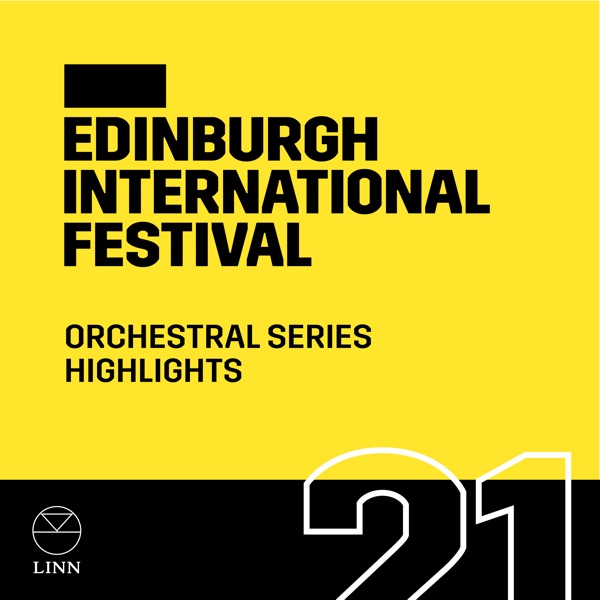 EDINBURGH
INTERNATIONAL
FESTIVAL
ORCHESTRAL SERIES
HIGHLIGHTS
21
LINN